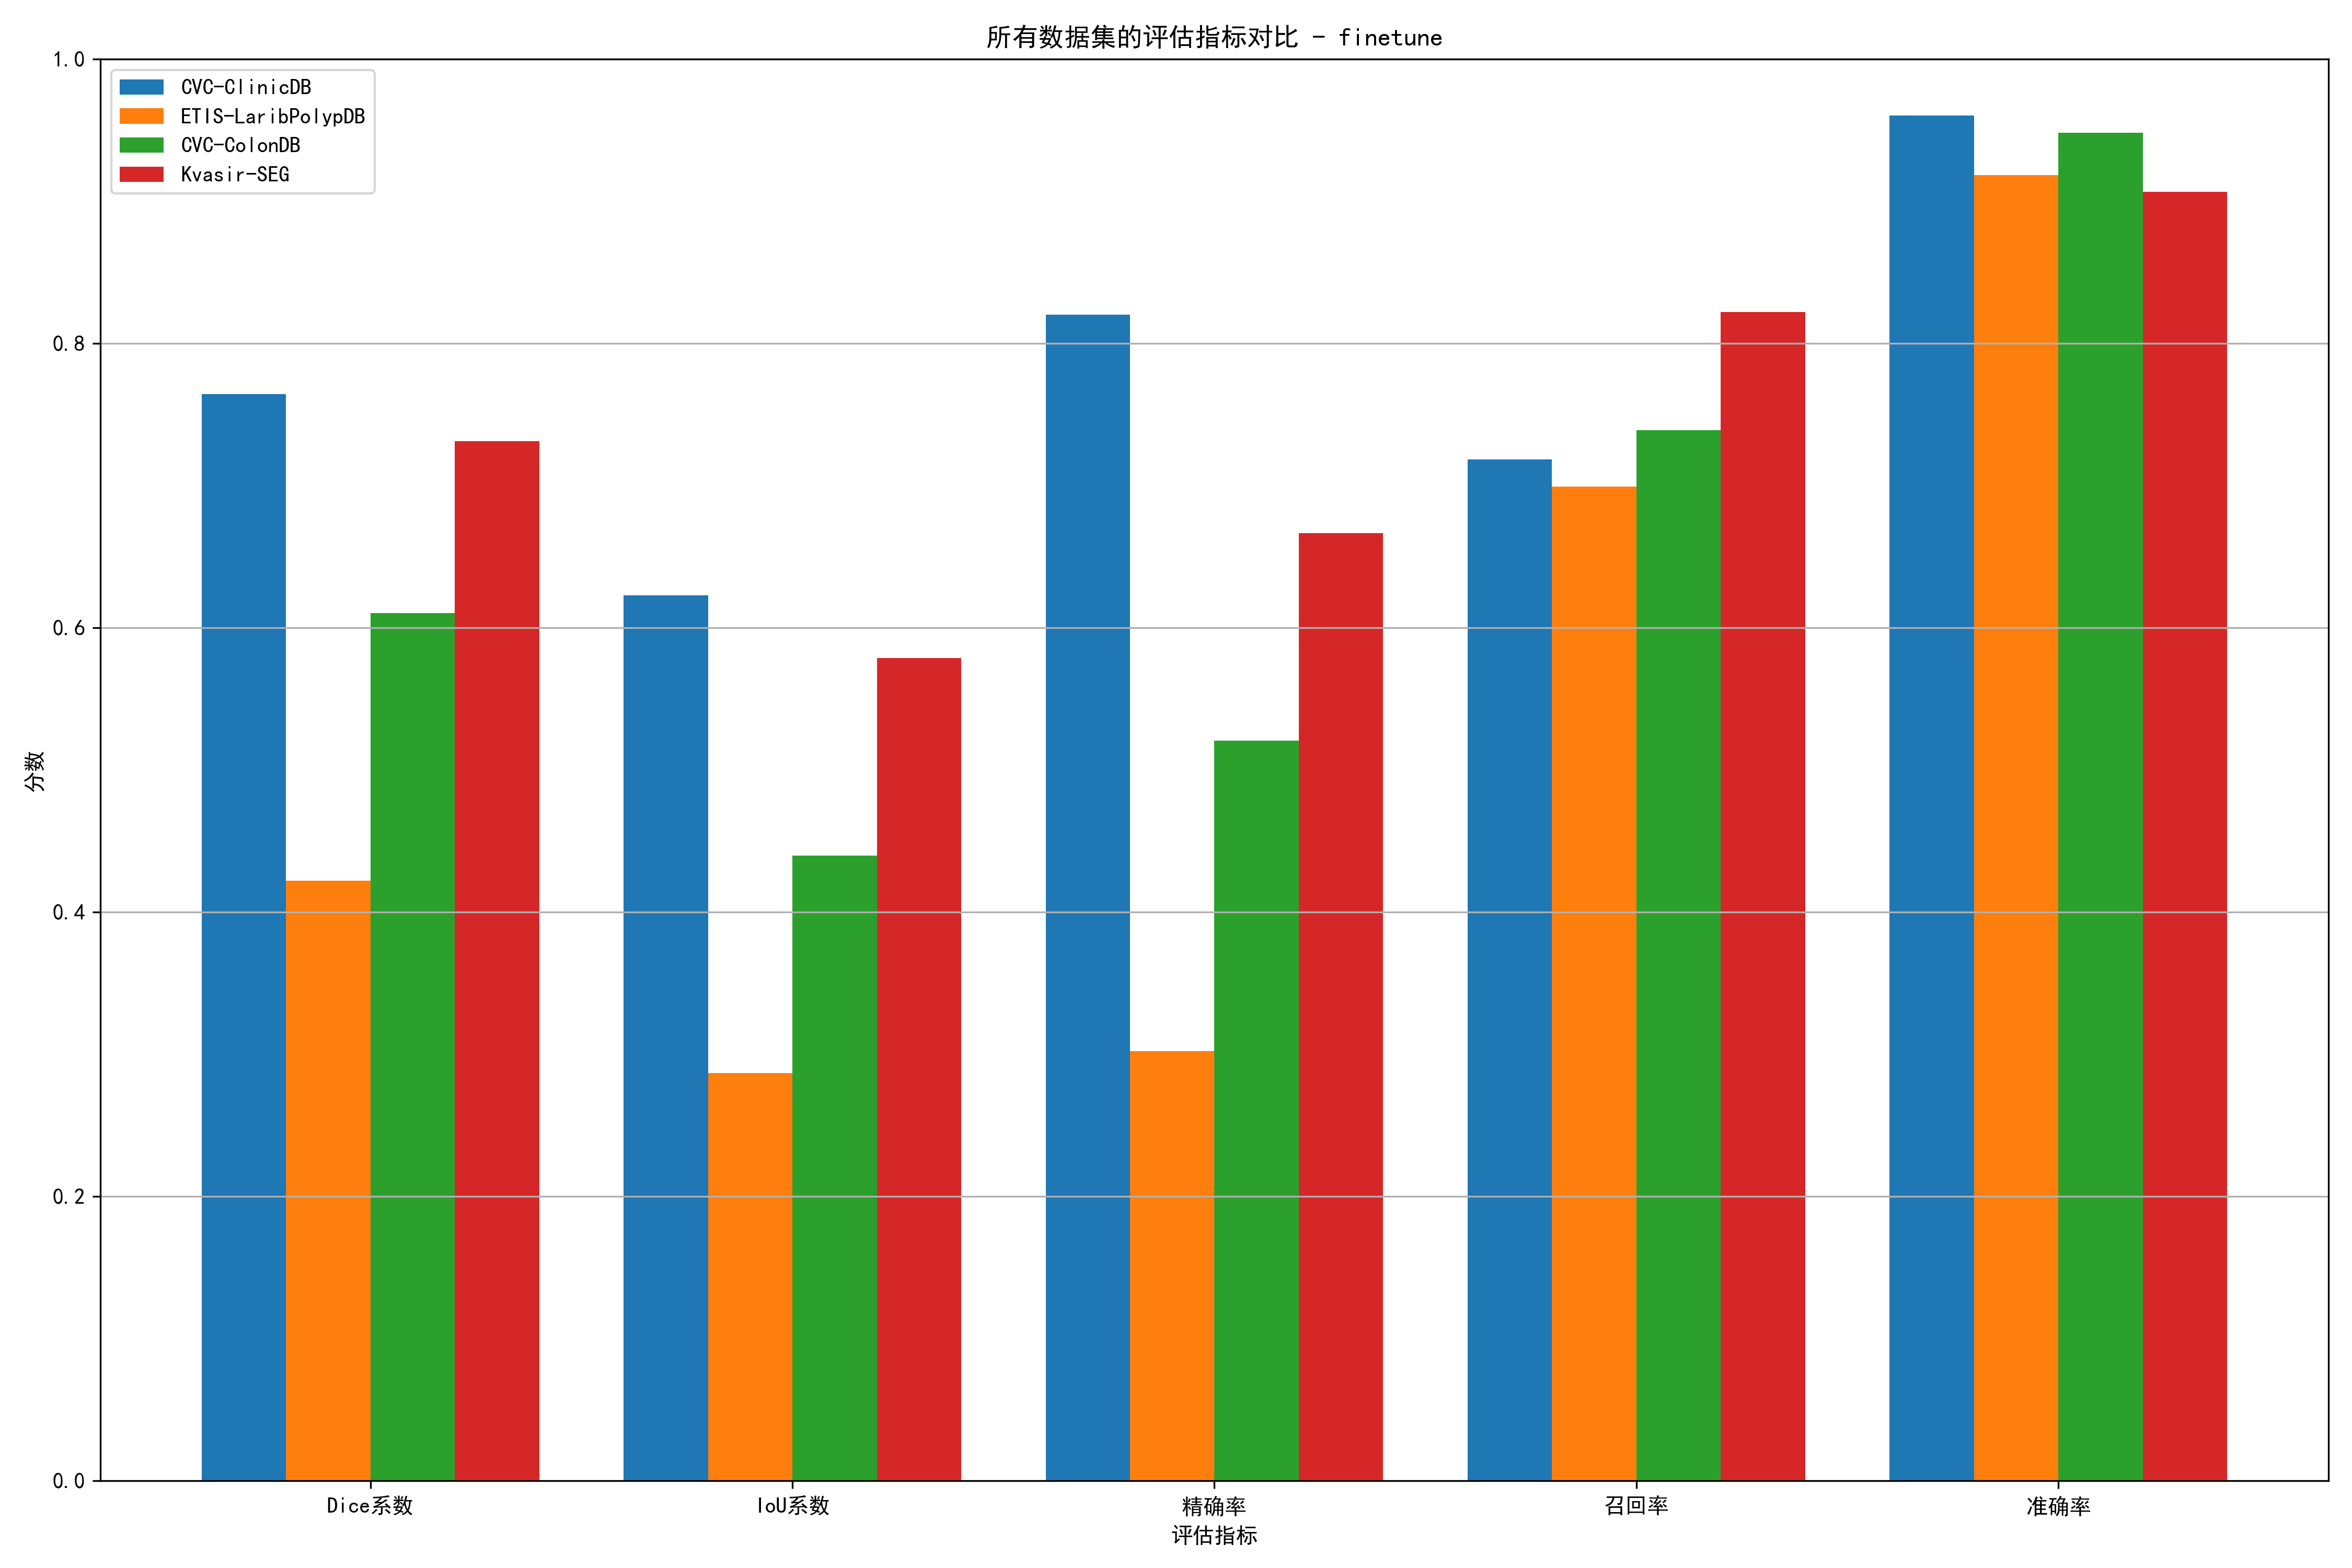 所有数据集的评估指标对比 - finetune
CVC-ClinicDB
ETIS-LaribPolypDB
CVC-ColonDB
Kvasir-SEG
分数
1.0
0.8
0.6
0.4
0.2
0.0
Dice系数 IoU系数 精确率 召回率 准确率
评估指标